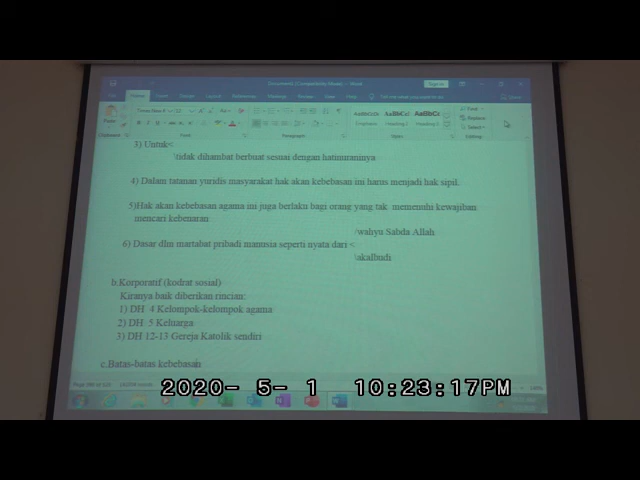 Sign in
3) Untuk<
\tidak dihambat berbuat sesuai dengan hatinuraninya
4) Dalam tatanan yuridis masyarakat hak akan kebebasan ini harus menjadi hak sipil.
5)Hak akan kebebasan agama ini juga berlaku bagi orang yang tak memenuhi kewajiban
mencari kebenaran
/wahyu Sabda Allah
6) Dasar dlm martabat pribadi manusia seperti nyata dari <
\akalbudi
b.Korporatif (kodrat sosial)
Kiranya baik diberikan rincian:
1) DH 4 Kelompok-kelompok agama
2) DH 5 Keluarga
3) DH 12-13 Gereja Katolik sendiri
c.Batas-batas kebebasan
2020- 5- 1 10:23:17PM